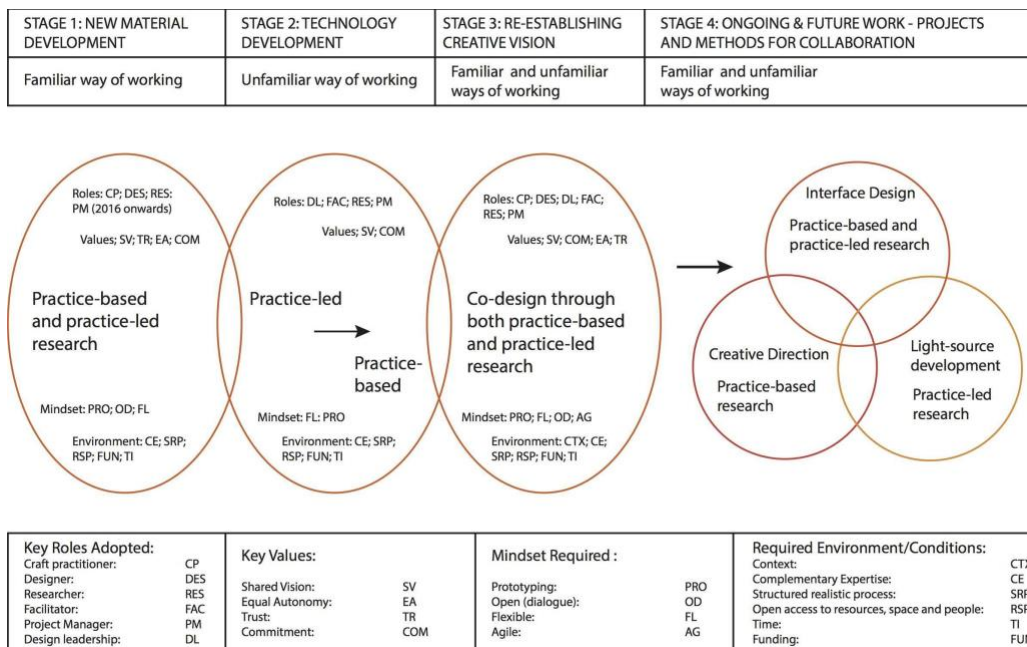 STAGE 1: NEW MATERIAL
DEVELOPMENT
Familiar way of working
STAGE 2: TECHNOLOGY
DEVELOPMENT
Unfamiliar way of working
STAGE 3: RE-ESTABLISHING
CREATIVE VISION
Familiar and unfamiliar
ways of working
STAGE 4: ONGOING & FUTURE WORK - PROJECTS
AND METHODS FOR COLLABORATION
Familiar and unfamiliar
ways of working
Roles: CP; DES; RES:
PM (2016 onwards)
Values; SV; TR; EA; COM
Practice-based
and practice-led
research
Mindset: PRO; OD; FL
Environment: CE; SRP;
RSP; FUN; TI
Roles: DL; FAC; RES; PM
Values; SV; COM
Practice-led
Practice-
based
Mindset: FL: PRO
Environment: CE; SRP;
RSP; FUN; TI
Roles: CP; DES; DL; FAC;
RES; PM
Values; SV; COM; EA; TR
Co-design through
both practice-based
and practice-led
research
Mindset: PRO; FL; OD; AG
Environment: CTX; CE;
SRP; RSP; FUN; TI
Interface Design
Practice-based and
practice-led research
Creative Direction
Practice-based
research
Light-source
development
Practice-led
research
Key Roles Adopted:
Craft practitioner: CP
Designer: DES
Researcher: RES
Facilitator: FAC
Project Manager: PM
Design leadership: DL
Key Values:
Shared Vision: SV
Equal Autonomy: EA
Trust: TR
Commitment: COM
Mindset Required :
Prototyping: PRO
Open (dialogue): OD
Flexible: FL
Agile: AG
Required Environment/Conditions:
Context: CTX
Complementary Expertise: CE
Structured realistic process: SRP
Open access to resources, space and people: RSP
Time: TI
Funding: FUN